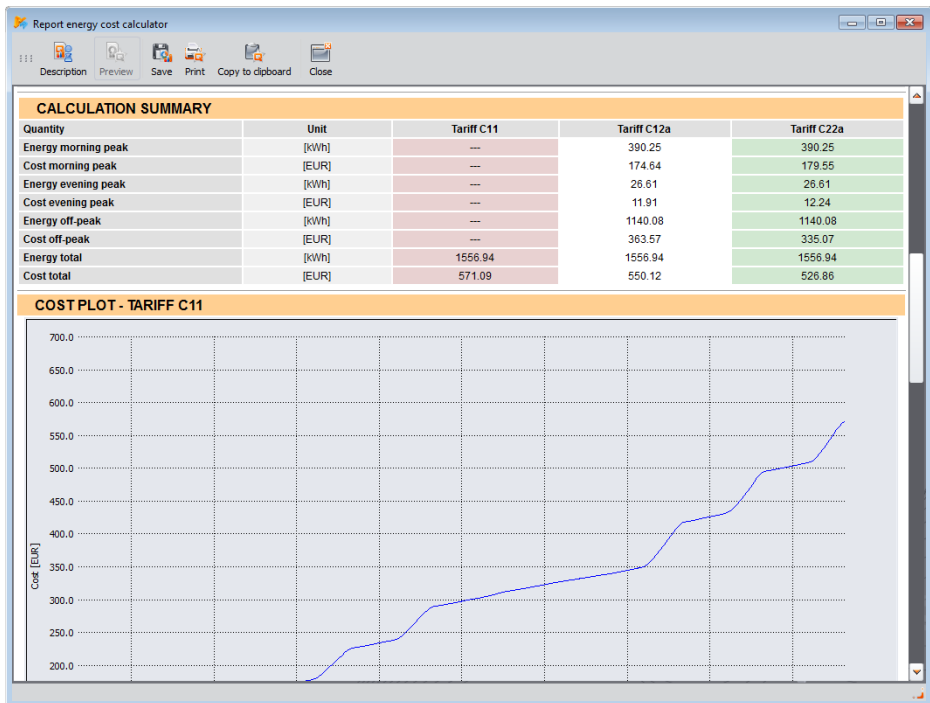 Report energy cost calculator
Description Preview Save Print Copy to clipboard Close
CALCULATION SUMMARY
Quantity Unit Tariff C11 Tariff C12a Tariff C22a
Energy morning peak [kWh] --- 390.25 390.25
Cost morning peak [EUR] --- 174.64 179.55
Energy evening peak [kWh] --- 26.61 26.61
Cost evening peak [EUR] --- 11.91 12.24
Energy off-peak [kWh] --- 1140.08 1140.08
Cost off-peak [EUR] --- 363.57 335.07
Energy total [kWh] 1556.94 1556.94 1556.94
Cost total [EUR] 571.09 550.12 526.86
COST PLOT - TARIFF C11
700.0
650.0
600.0
550.0
500.0
450.0
400.0
350.0
300.0
250.0
200.0
Cost [EUR]